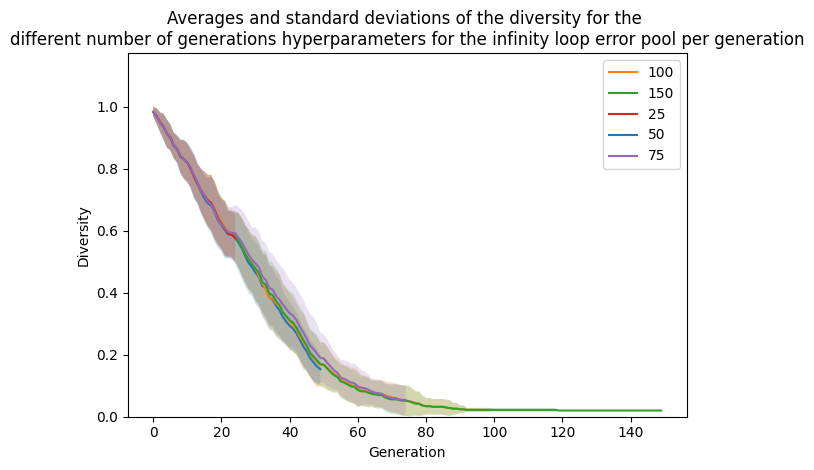 Averages and standard deviations of the diversity for the
different number of generations hyperparameters for the infinity loop error pool per generation
100
150
25
50
75
1.0
0.8
0.6
0.4
0.2
0.0
Diversity
0 20 40 60 80 100 120 140
Generation